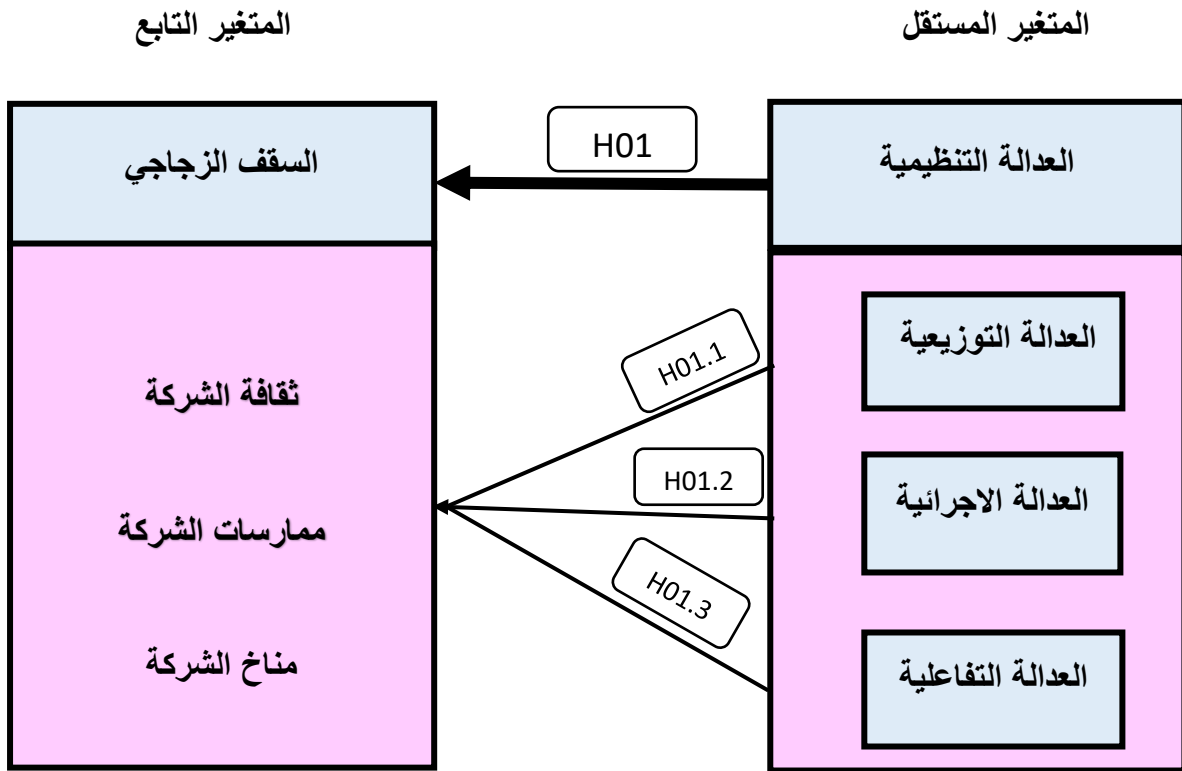 المتغير المستقل
المتغير التابع
العدالة التنظيمية
H01
السقف الزجاجي
العدالة التوزيعية
H01.1
ثقافة الشركة
العدالة الاجرائية
H01.2
ممارسات الشركة
العدالة التفاعلية
H01.3
مناخ الشركة